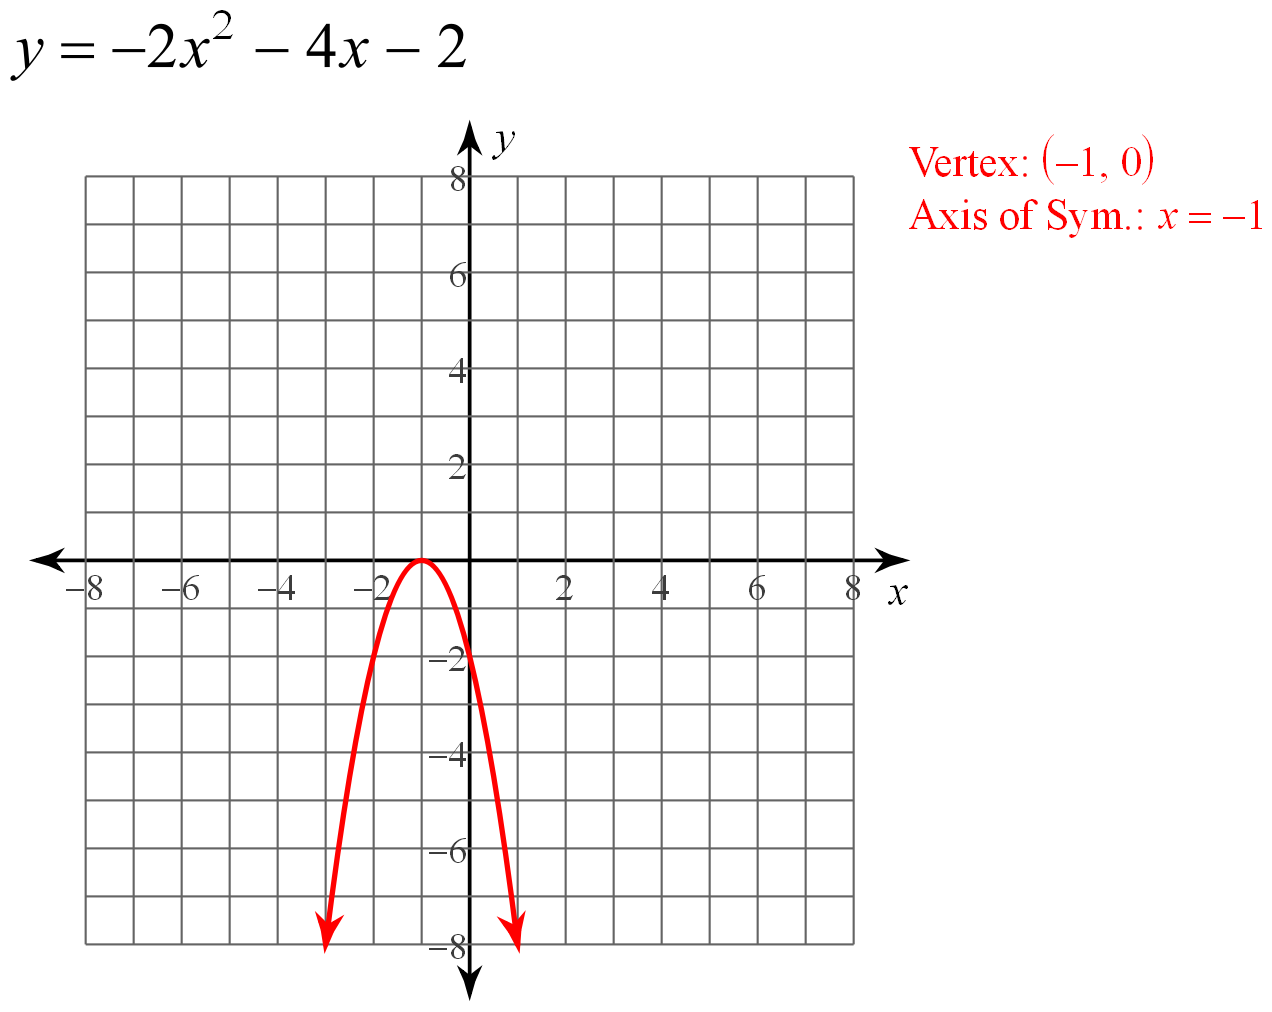 y = −2x² − 4x − 2
Vertex: (−1, 0)
Axis of Sym.: x = −1
y
8
6
4
2
−8 −6 −4 −2 2 4 6 8 x
−2
−4
−6
−8